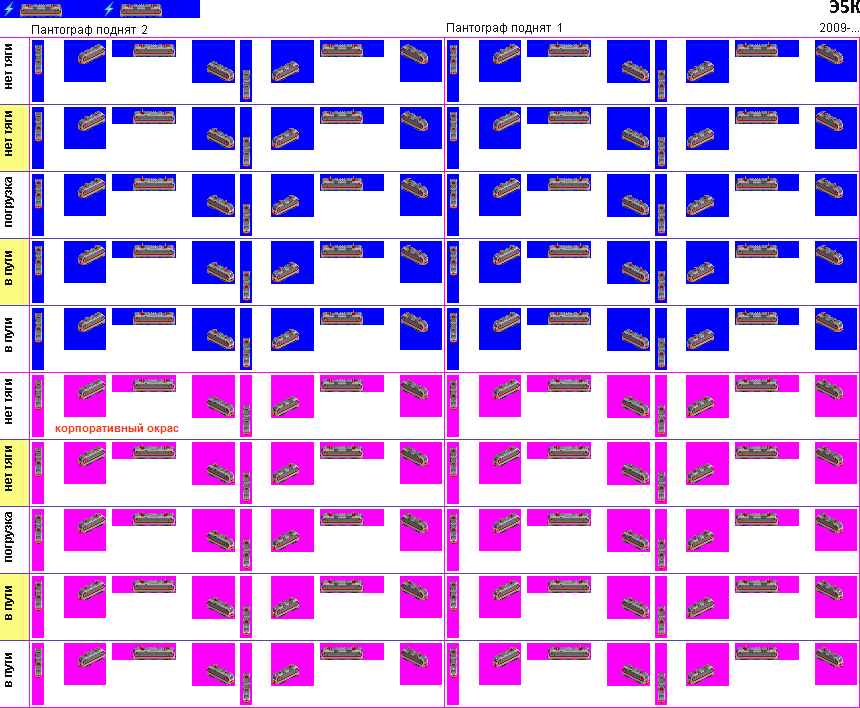 Э5К
Пантограф поднят 2
Пантограф поднят 1
2009-...
нет тяги
нет тяги
погрузка
в пути
в пути
нет тяги
корпоративный окрас
нет тяги
погрузка
в пути
в пути